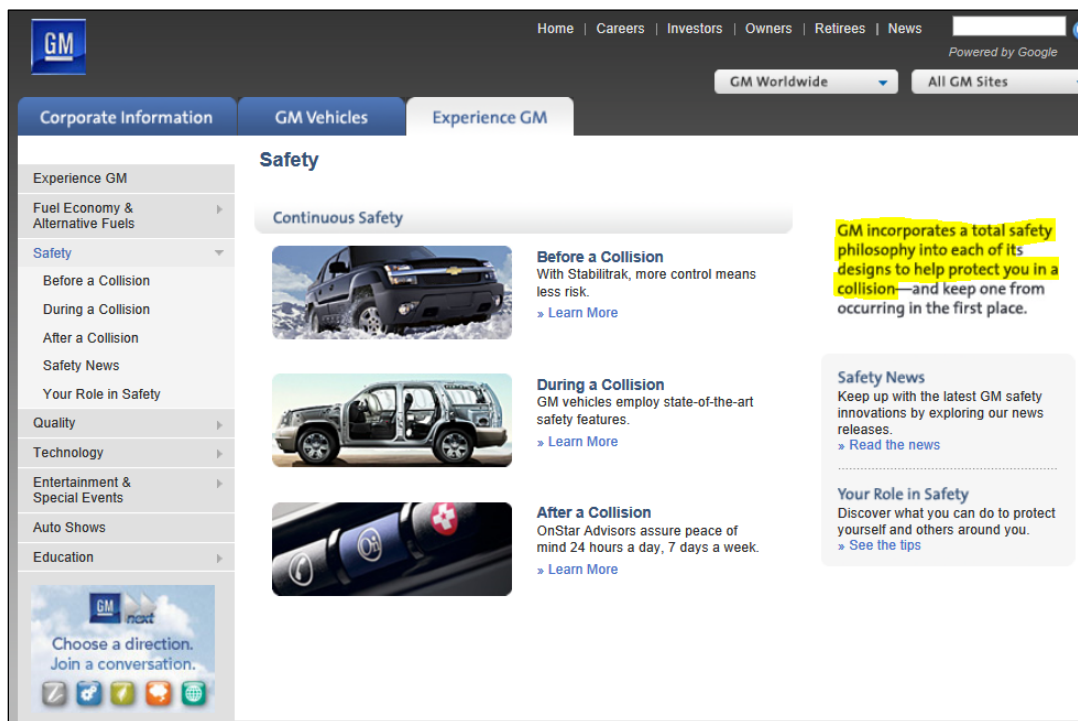 GM
Home | Careers | Investors | Owners | Retirees | News
Powered by Google
GM Worldwide
All GM Sites
Corporate Information
GM Vehicles
Experience GM
Experience GM
Fuel Economy &
Alternative Fuels
Safety
Before a Collision
During a Collision
After a Collision
Safety News
Your Role in Safety
Quality
Technology
Entertainment &
Special Events
Auto Shows
Education
GM
next
Choose a direction.
Join a conversation.
Safety
Continuous Safety
Before a Collision
With Stabilitrak, more control means
less risk.
» Learn More
During a Collision
GM vehicles employ state-of-the-art
safety features.
» Learn More
On
After a Collision
OnStar Advisors assure peace of
mind 24 hours a day, 7 days a week.
» Learn More
GM incorporates a total safety
philosophy into each of its
designs to help protect you in a
collision—and keep one from
occurring in the first place.
Safety News
Keep up with the latest GM safety
innovations by exploring our news
releases.
» Read the news
Your Role in Safety
Discover what you can do to protect
yourself and others around you.
» See the tips